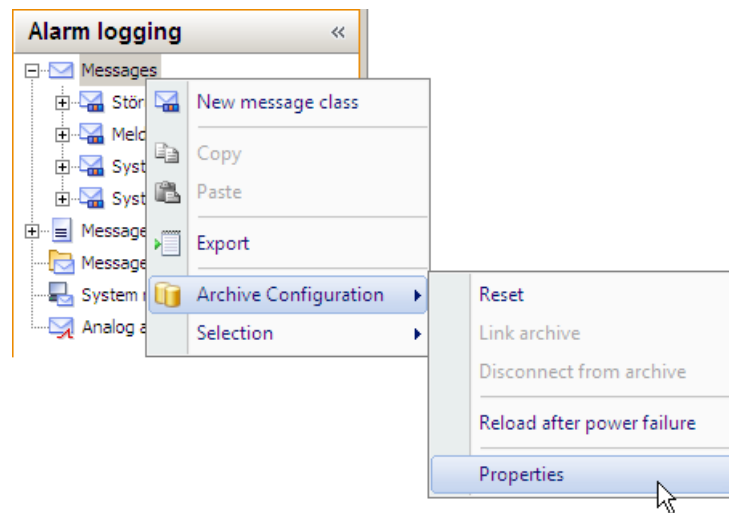 Alarm logging
Messages
Stör
New message class
Meld
Copy
Syst
Paste
Syst
Message
Export
Message
System
Archive Configuration
Reset
Analog a
Selection
Link archive
Disconnect from archive
Reload after power failure
Properties